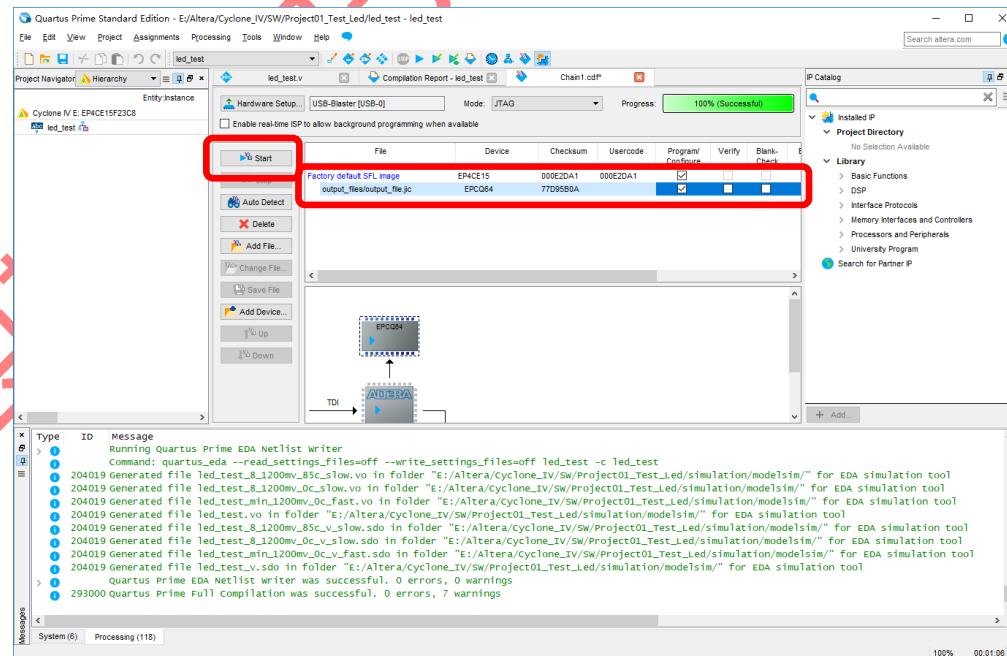 Quartus Prime Standard Edition - E:/Altera/Cyclone_IV/SW/Project01_Test_Led/led_test - led_test
File Edit View Project Assignments Processing Tools Window Help
Search altera.com
led_test
Project Navigator Hierarchy
led_test.v Compilation Report - led_test Chain1.cdf*
IP Catalog
Entity:Instance
Cyclone IV E: EP4CE15F23C8
led_test
Hardware Setup... USB-Blaster [USB-0] Mode: JTAG Progress: 100% (Successful)
Enable real-time ISP to allow background programming when available
Start
Auto Detect
Delete
Add File...
Change File...
Save File
Add Device...
Up
Down
File Device Checksum Usercode Program/ Configure Verify Blank- Check
Factory default SFL image EP4CE15 000E2DA1 000E2DA1
output_files/output_file.jic EPCQ64 77D95B0A
EPCQ64
TDI
ALTERA
Installed IP
Project Directory
No Selection Available
Library
Basic Functions
DSP
Interface Protocols
Memory Interfaces and Controllers
Processors and Peripherals
University Program
Search for Partner IP
+ Add...
Type ID Message
Running Quartus Prime EDA Netlist Writer
Command: quartus_eda --read_settings_files=off --write_settings_files=off led_test -c led_test
204019 Generated file led_test_8_1200mv_85c_slow.vo in folder "E:/Altera/Cyclone_IV/SW/Project01_Test_Led/simulation/modelsim/" for EDA simulation tool
204019 Generated file led_test_8_1200mv_0c_slow.vo in folder "E:/Altera/Cyclone_IV/SW/Project01_Test_Led/simulation/modelsim/" for EDA simulation tool
204019 Generated file led_test_min_1200mv_0c_fast.vo in folder "E:/Altera/Cyclone_IV/SW/Project01_Test_Led/simulation/modelsim/" for EDA simulation tool
204019 Generated file led_test.vo in folder "E:/Altera/Cyclone_IV/SW/Project01_Test_Led/simulation/modelsim/" for EDA simulation tool
204019 Generated file led_test_8_1200mv_85c_v_slow.sdo in folder "E:/Altera/Cyclone_IV/SW/Project01_Test_Led/simulation/modelsim/" for EDA simulation tool
204019 Generated file led_test_8_1200mv_0c_v_slow.sdo in folder "E:/Altera/Cyclone_IV/SW/Project01_Test_Led/simulation/modelsim/" for EDA simulation tool
204019 Generated file led_test_min_1200mv_0c_v_fast.sdo in folder "E:/Altera/Cyclone_IV/SW/Project01_Test_Led/simulation/modelsim/" for EDA simulation tool
204019 Generated file led_test_v.sdo in folder "E:/Altera/Cyclone_IV/SW/Project01_Test_Led/simulation/modelsim/" for EDA simulation tool
Quartus Prime EDA Netlist Writer was successful. 0 errors, 0 warnings
293000 Quartus Prime Full Compilation was successful. 0 errors, 7 warnings
Messages
System (6) Processing (118)
100% 00:01:06